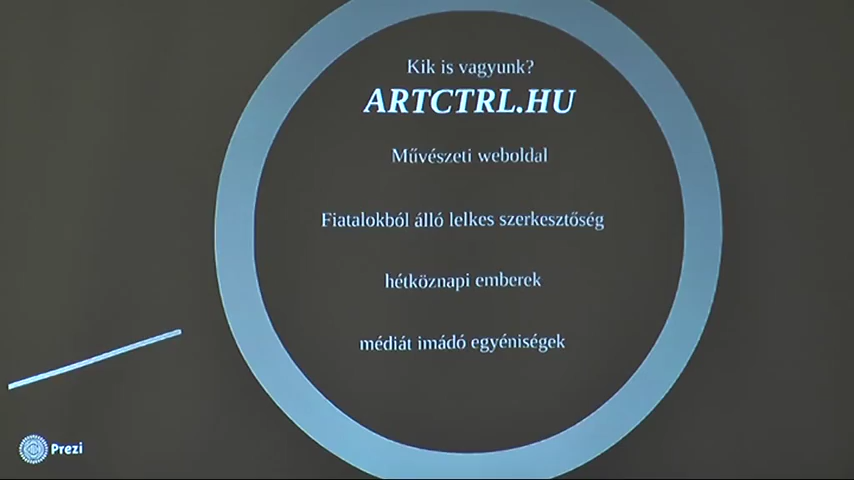 Kik is vagyunk?
ARTCTRL.HU
Művészeti weboldal
Fiatalokból álló lelkes szerkesztőség
hétköznapi emberek
médiát imádó egyéniségek
Prezi